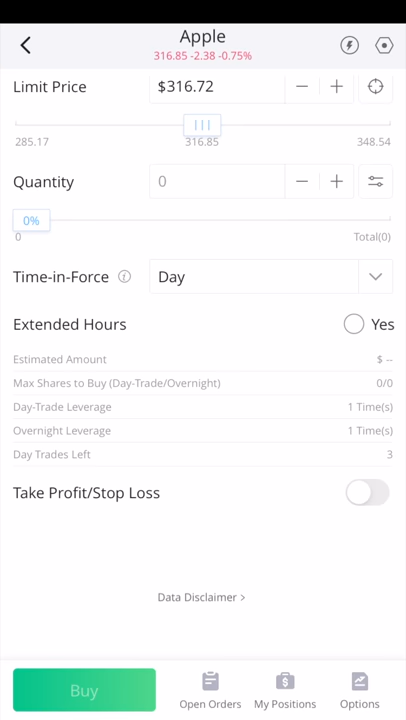 Apple
316.85 -2.38 -0.75%
Limit Price $316.72
285.17 316.85 348.54
Quantity 0
0%
0 Total(0)
Time-in-Force Day
Extended Hours Yes
Estimated Amount $ --
Max Shares to Buy (Day-Trade/Overnight) 0/0
Day-Trade Leverage 1 Time(s)
Overnight Leverage 1 Time(s)
Day Trades Left 3
Take Profit/Stop Loss
Data Disclaimer >
Buy
Open Orders My Positions Options